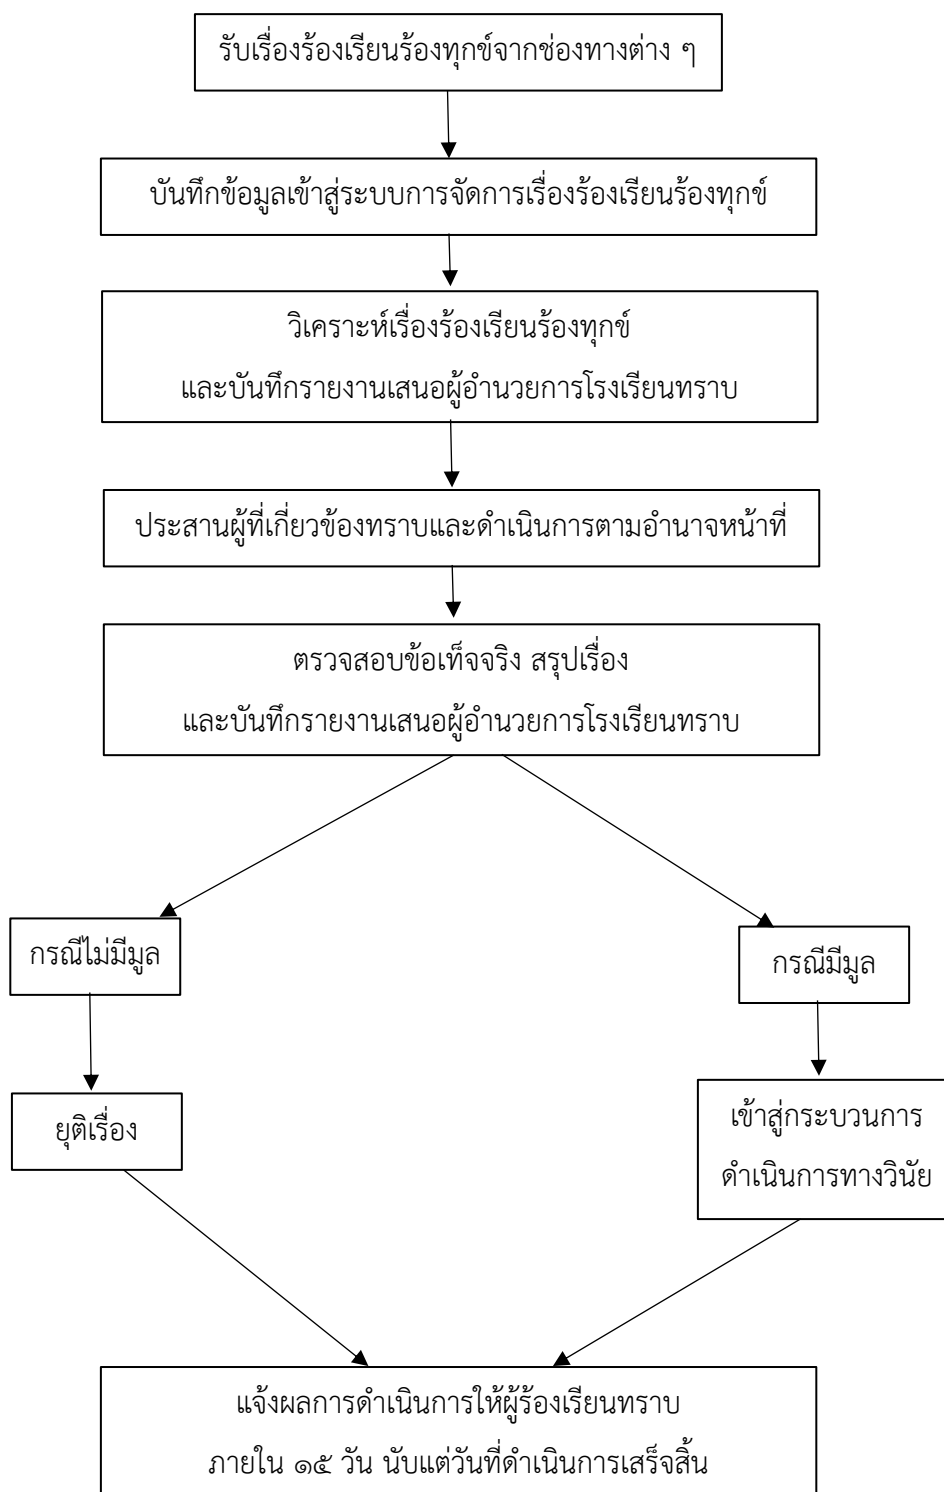 รับเรื่องร้องเรียนร้องทุกข์จากช่องทางต่าง ๆ
บันทึกข้อมูลเข้าสู่ระบบการจัดการเรื่องร้องเรียนร้องทุกข์
วิเคราะห์เรื่องร้องเรียนร้องทุกข์
และบันทึกรายงานเสนอผู้อำนวยการโรงเรียนทราบ
ประสานผู้ที่เกี่ยวข้องทราบและดำเนินการตามอำนาจหน้าที่
ตรวจสอบข้อเท็จจริง สรุปเรื่อง
และบันทึกรายงานเสนอผู้อำนวยการโรงเรียนทราบ
กรณีไม่มีมูล
กรณีมีมูล
ยุติเรื่อง
เข้าสู่กระบวนการ
ดำเนินการทางวินัย
แจ้งผลการดำเนินการให้ผู้ร้องเรียนทราบ
ภายใน ๑๕ วัน นับแต่วันที่ดำเนินการเสร็จสิ้น